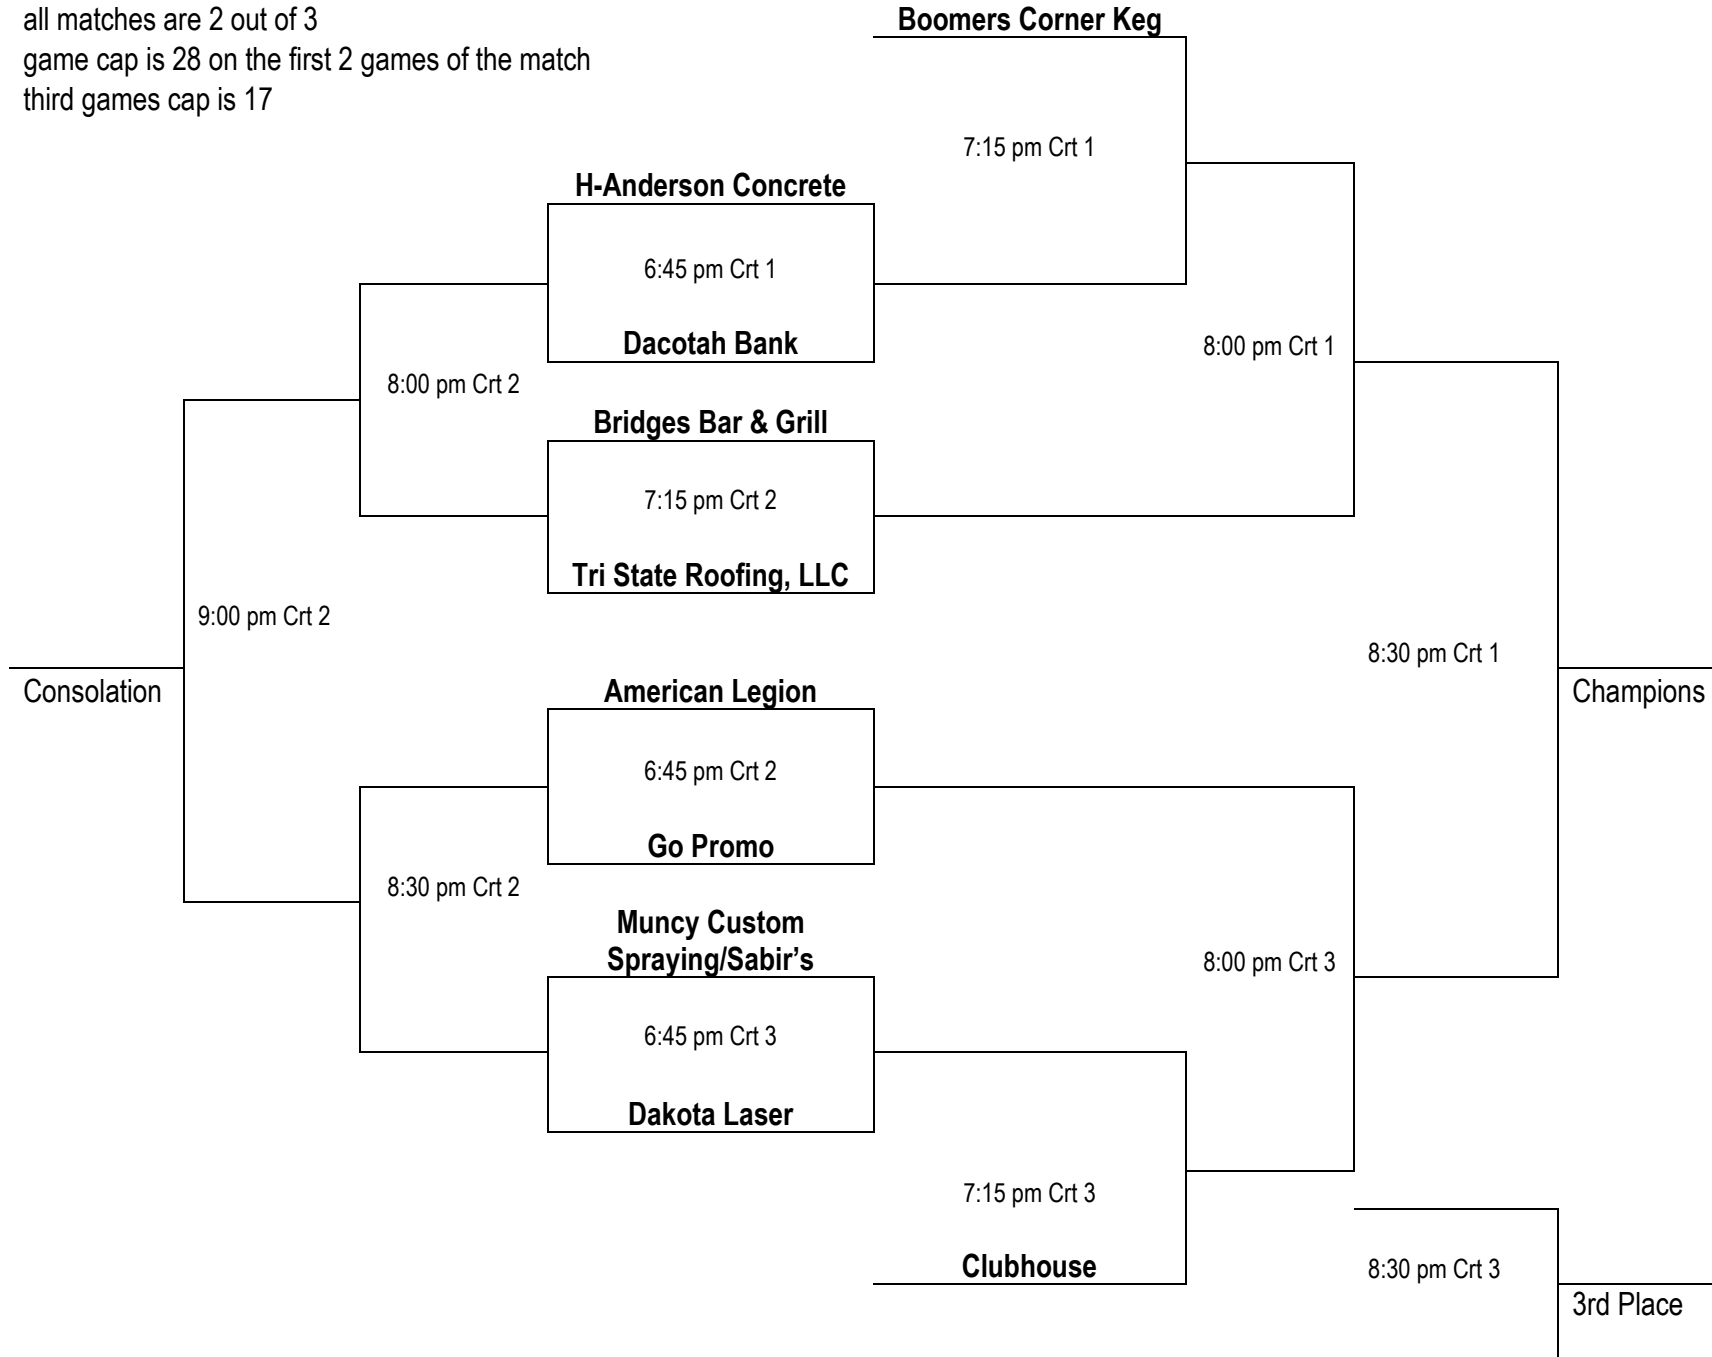 all matches are 2 out of 3
game cap is 28 on the first 2 games of the match
third games cap is 17
Boomers Corner Keg
7:15 pm Crt 1
H-Anderson Concrete
6:45 pm Crt 1
Dacotah Bank
8:00 pm Crt 1
8:00 pm Crt 2
Bridges Bar & Grill
7:15 pm Crt 2
Tri State Roofing, LLC
9:00 pm Crt 2
8:30 pm Crt 1
Consolation
American Legion
Champions
6:45 pm Crt 2
Go Promo
8:30 pm Crt 2
Muncy Custom
Spraying/Sabir’s
8:00 pm Crt 3
6:45 pm Crt 3
Dakota Laser
7:15 pm Crt 3
Clubhouse
8:30 pm Crt 3
3rd Place